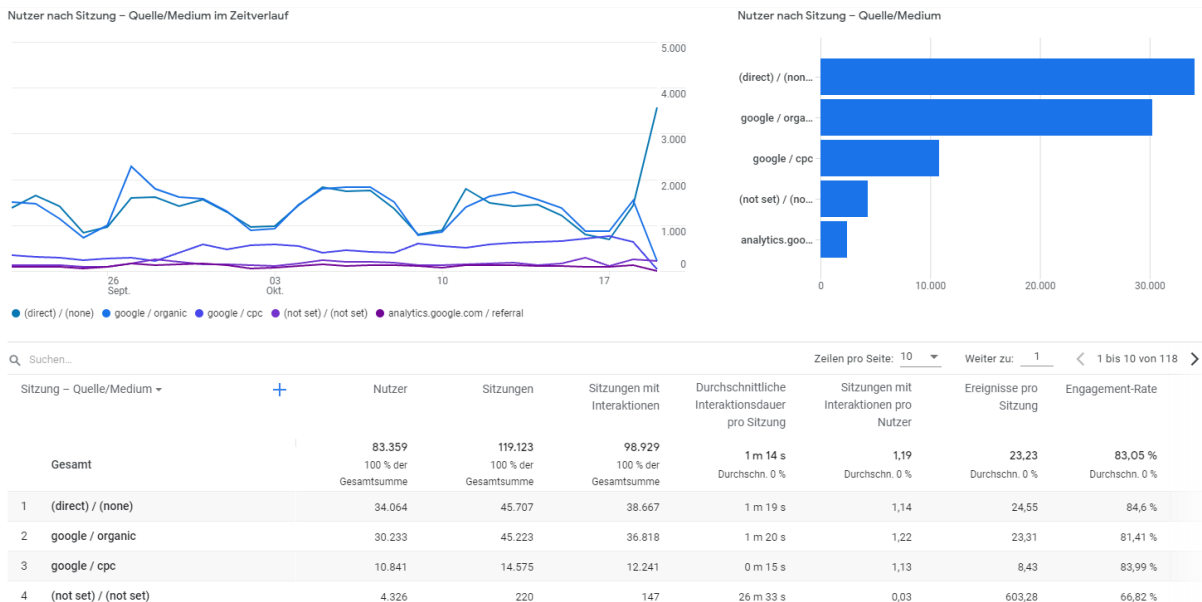 Nutzer nach Sitzung – Quelle/Medium im Zeitverlauf
5.000
4.000
3.000
2.000
1.000
0
26
Sept.
03
Okt.
10
17
(direct) / (none) google / organic google / cpc (not set) / (not set) analytics.google.com / referral
Nutzer nach Sitzung – Quelle/Medium
(direct) / (non...
google / orga...
google / cpc
(not set) / (no...
analytics.goo...
0 10.000 20.000 30.000
Suchen...
Zeilen pro Seite: 10 Weiter zu: 1 1 bis 10 von 118
Sitzung – Quelle/Medium + Nutzer Sitzungen Sitzungen mit Interaktionen Durchschnittliche Interaktionsdauer pro Sitzung Sitzungen mit Interaktionen pro Nutzer Ereignisse pro Sitzung Engagement-Rate
Gesamt 83.359 119.123 98.929 1 m 14 s 1,19 23,23 83,05 %
100 % der Gesamtsumme 100 % der Gesamtsumme 100 % der Gesamtsumme Durchschn. 0 % Durchschn. 0 % Durchschn. 0 % Durchschn. 0 %
1 (direct) / (none) 34.064 45.707 38.667 1 m 19 s 1,14 24,55 84,6 %
2 google / organic 30.233 45.223 36.818 1 m 20 s 1,22 23,31 81,41 %
3 google / cpc 10.841 14.575 12.241 0 m 15 s 1,13 8,43 83,99 %
4 (not set) / (not set) 4.326 220 147 26 m 33 s 0,03 603,28 66,82 %